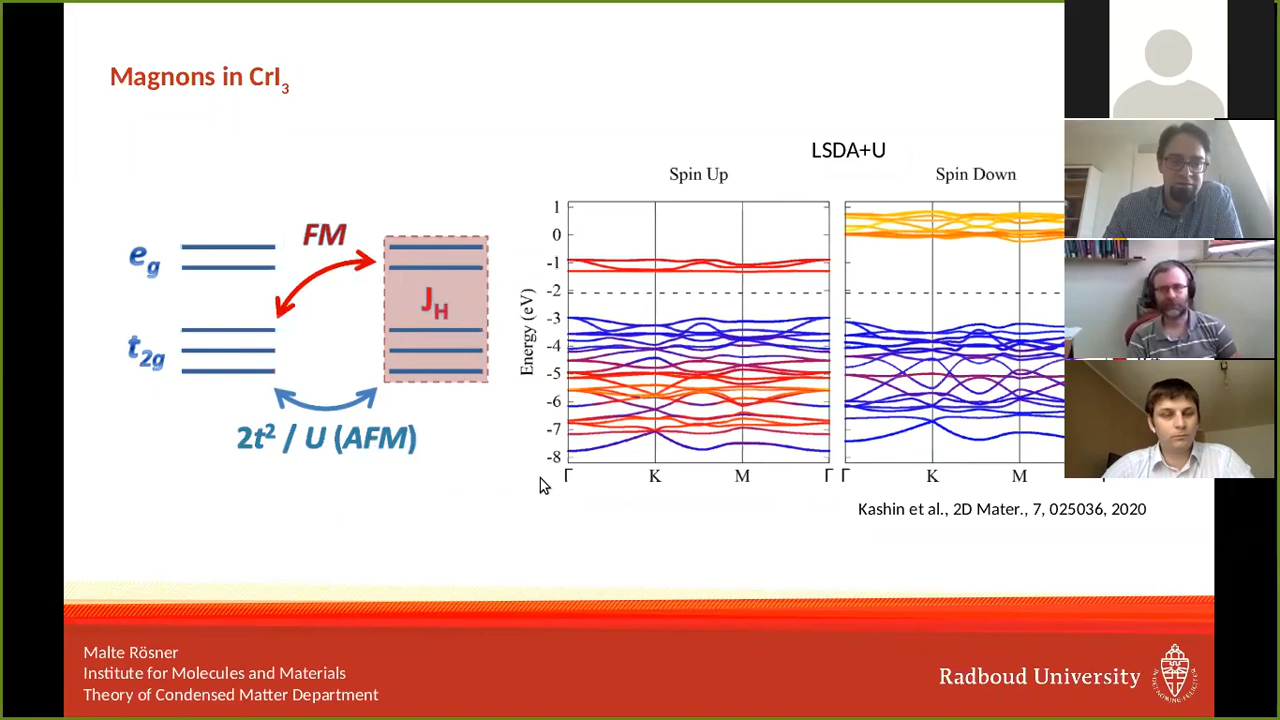 Magnons in CrI3
LSDA+U
Spin Up
Spin Down
eg
t2g
FM
JH
2t² / U (AFM)
Energy (eV)
1
0
-1
-2
-3
-4
-5
-6
-7
-8
Γ K M Γ
Γ K M
Kashin et al., 2D Mater., 7, 025036, 2020
Malte Rösner
Institute for Molecules and Materials
Theory of Condensed Matter Department
Radboud University